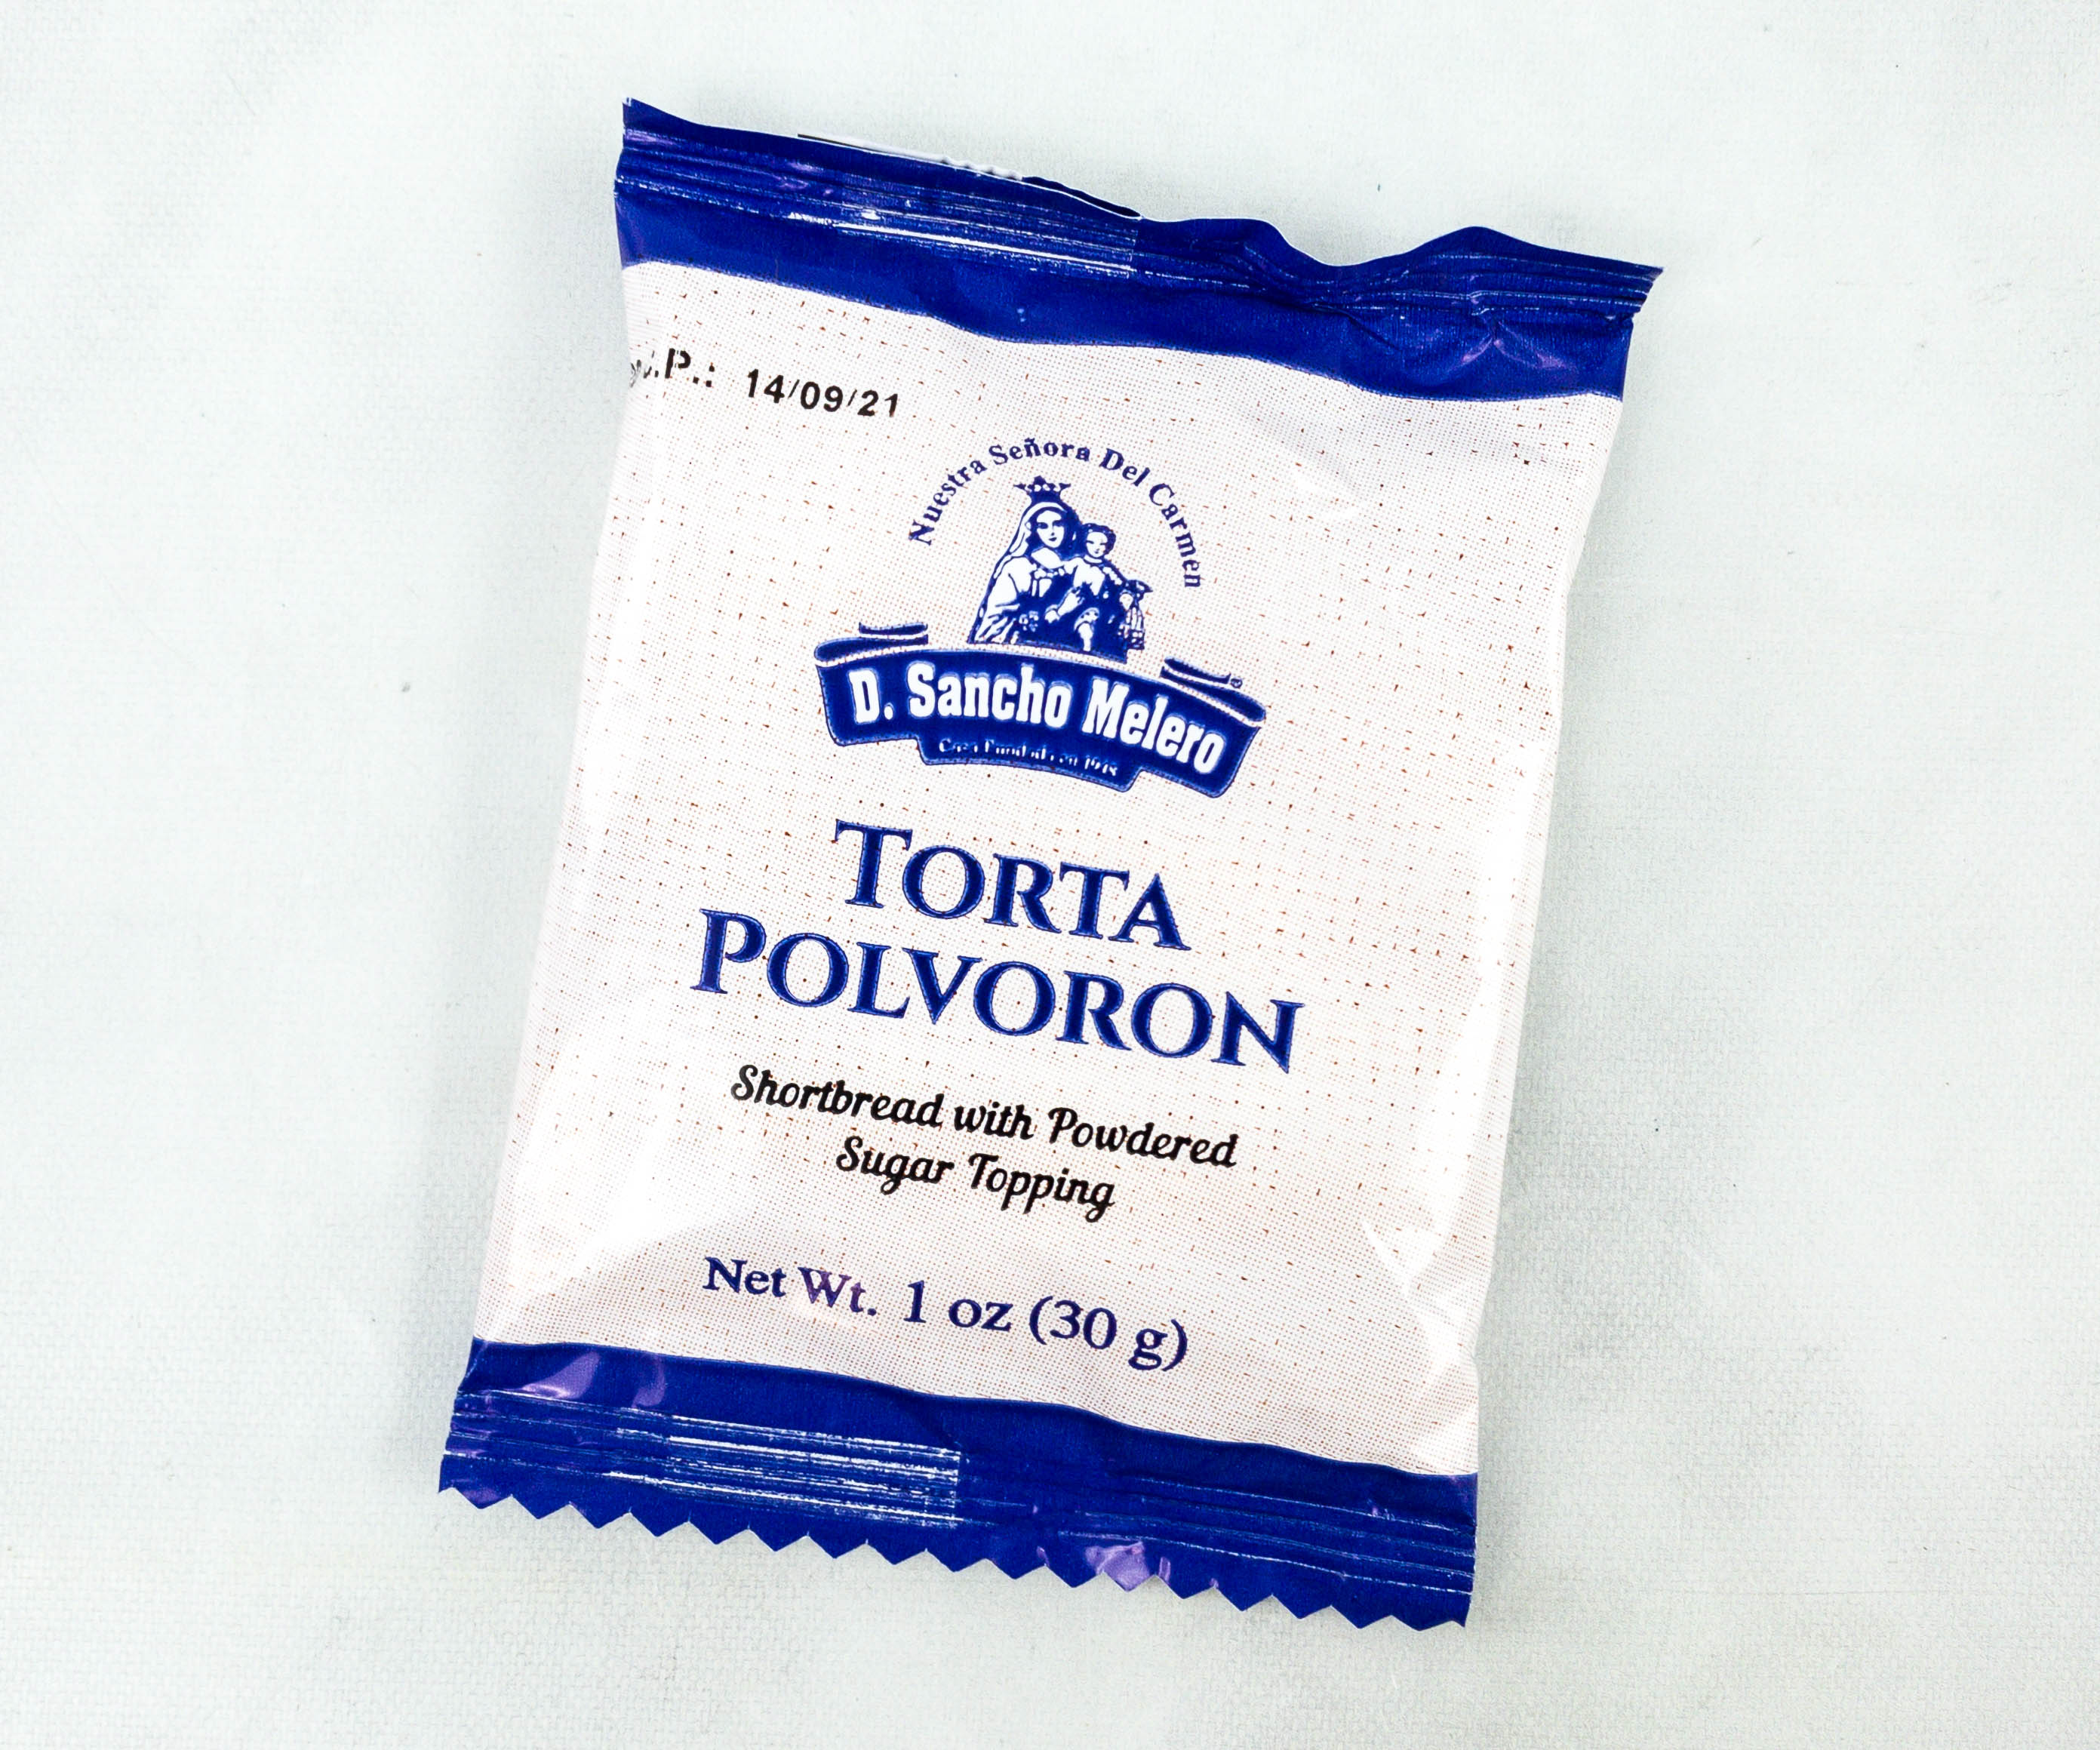 .P.: 14/09/21
Nuestra Señora Del Carmen
D. Sancho Melero
TORTA
POLVORON
Shortbread with Powdered
Sugar Topping
Net Wt. 1 oz (30 g)